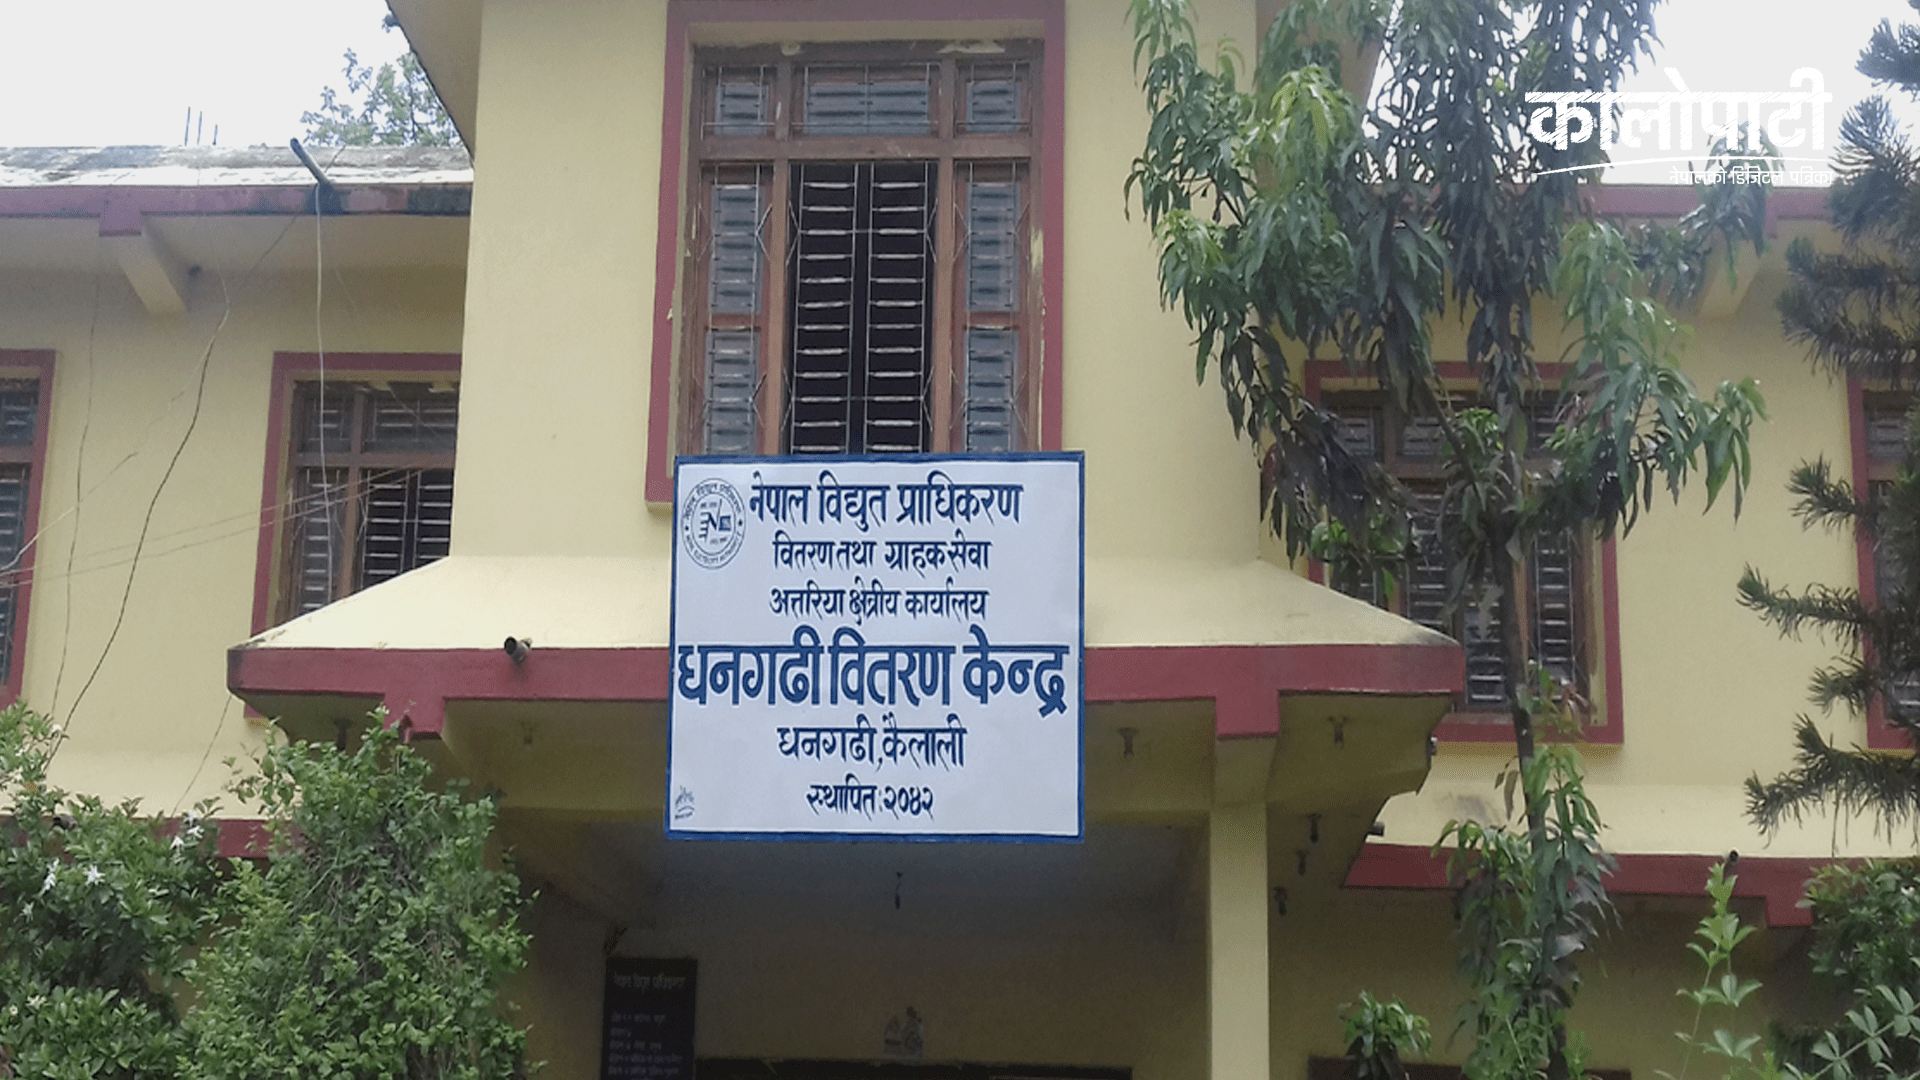 कालोपाटी
नेपालको डिजिटल पत्रिका
नेपाल विद्युत प्राधिकरण
वितरण तथा ग्राहक सेवा
अत्तरिया क्षेत्रीय कार्यालय
धनगढी वितरण केन्द्र
धनगढी, कैलाली
स्थापित : २०४२